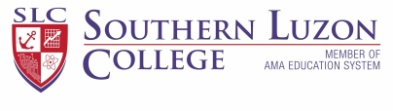 SLC
SOUTHERN LUZON
COLLEGE
MEMBER OF
AMA EDUCATION SYSTEM